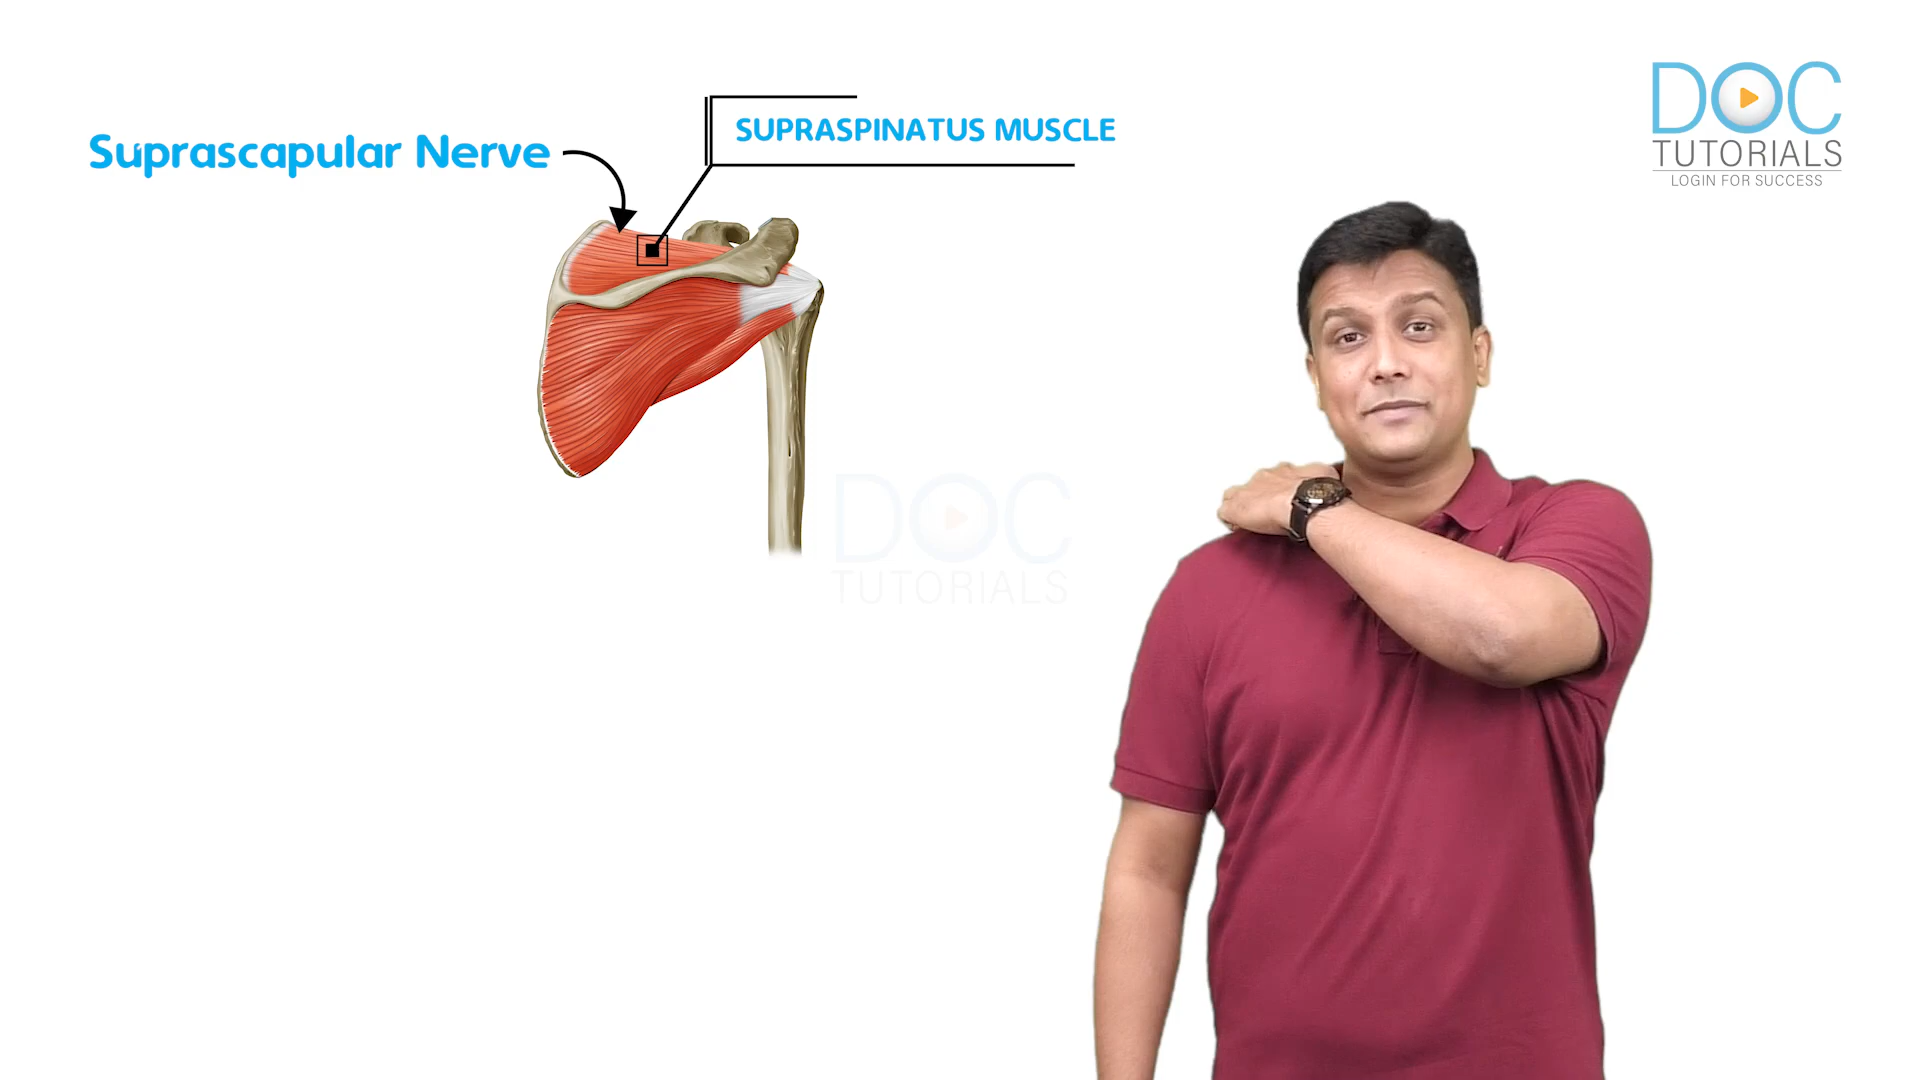 Suprascapular Nerve
SUPRASPINATUS MUSCLE
DOC
TUTORIALS
LOGIN FOR SUCCESS
DOC
TUTORIALS